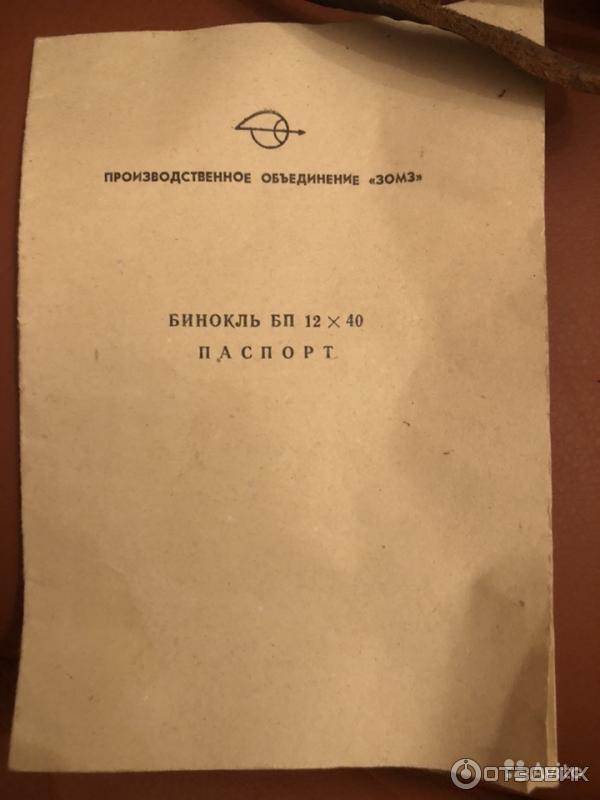 ПРОИЗВОДСТВЕННОЕ ОБЪЕДИНЕНИЕ «ЗОМЗ»
БИНОКЛЬ БП 12 × 40
ПАСПОРТ
ОТЗОВИК